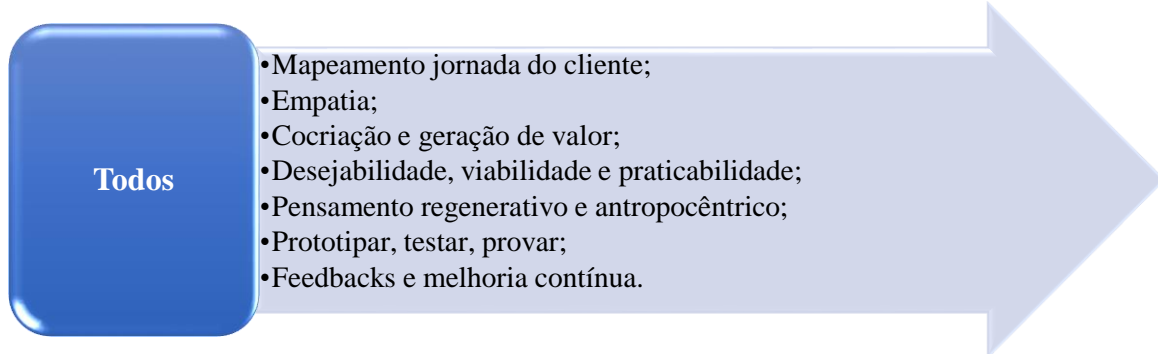 Todos
•Mapeamento jornada do cliente;
•Empatia;
•Cocriação e geração de valor;
•Desejabilidade, viabilidade e praticabilidade;
•Pensamento regenerativo e antropocêntrico;
•Prototipar, testar, provar;
•Feedbacks e melhoria contínua.